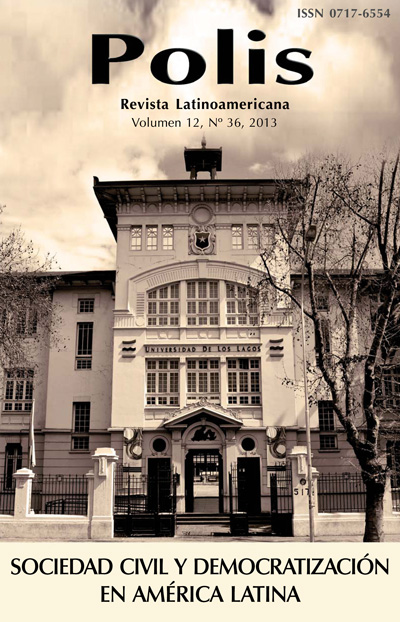 ISSN 0717-6554
Polis
Revista Latinoamericana
Volumen 12, Nº 36, 2013
UNIVERSIDAD DE LOS LAGOS
SOCIEDAD CIVIL Y DEMOCRATIZACIÓN
EN AMÉRICA LATINA